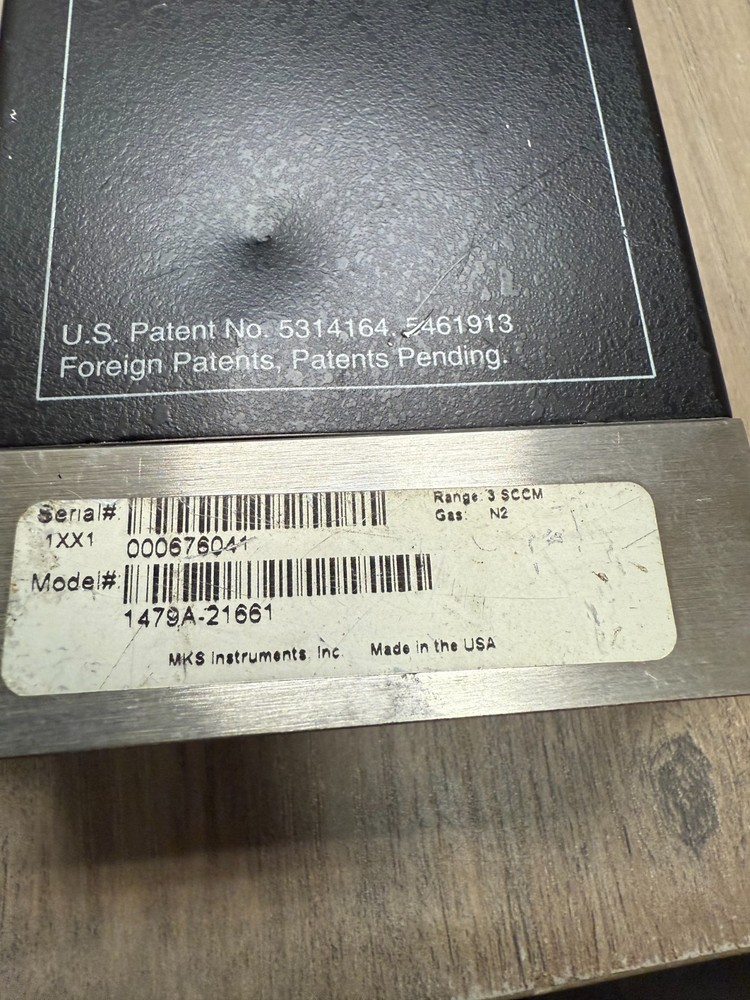 U.S. Patent No. 5314164. 5461913
Foreign Patents, Patents Pending.
Serial#:
1XX1 000676041
Range: 3 SCCM
Gas: N2
Model#:
1479A-21661
MKS Instruments, Inc. Made in the USA